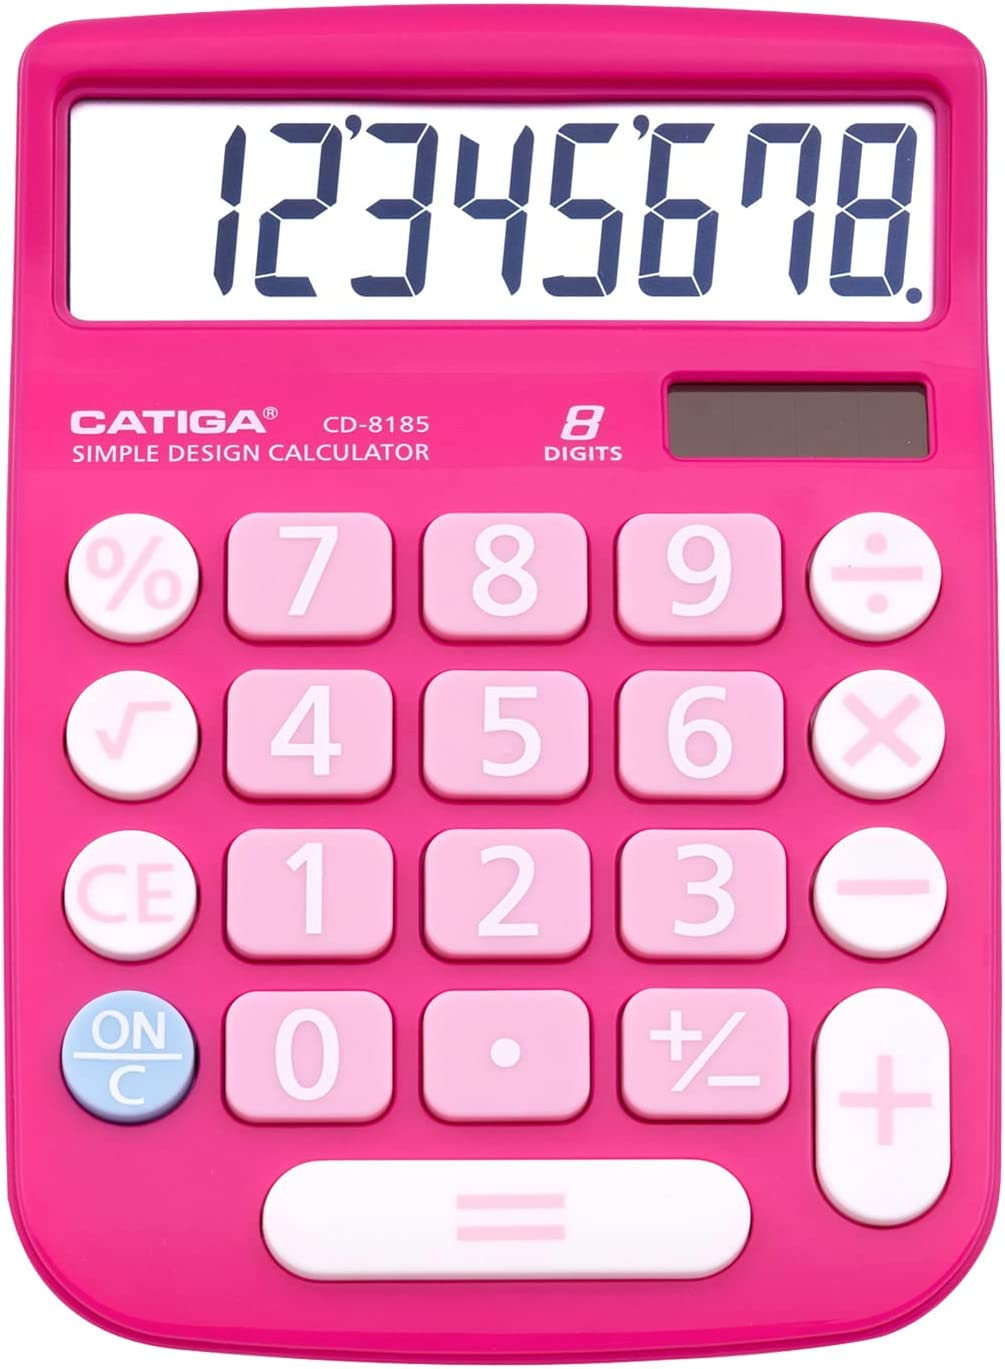 12'345'678.
CATIGA® CD-8185
SIMPLE DESIGN CALCULATOR
8
DIGITS
% 7 8 9 ÷
√ 4 5 6 ×
CE 1 2 3 −
ON/C 0 . +/− +
=